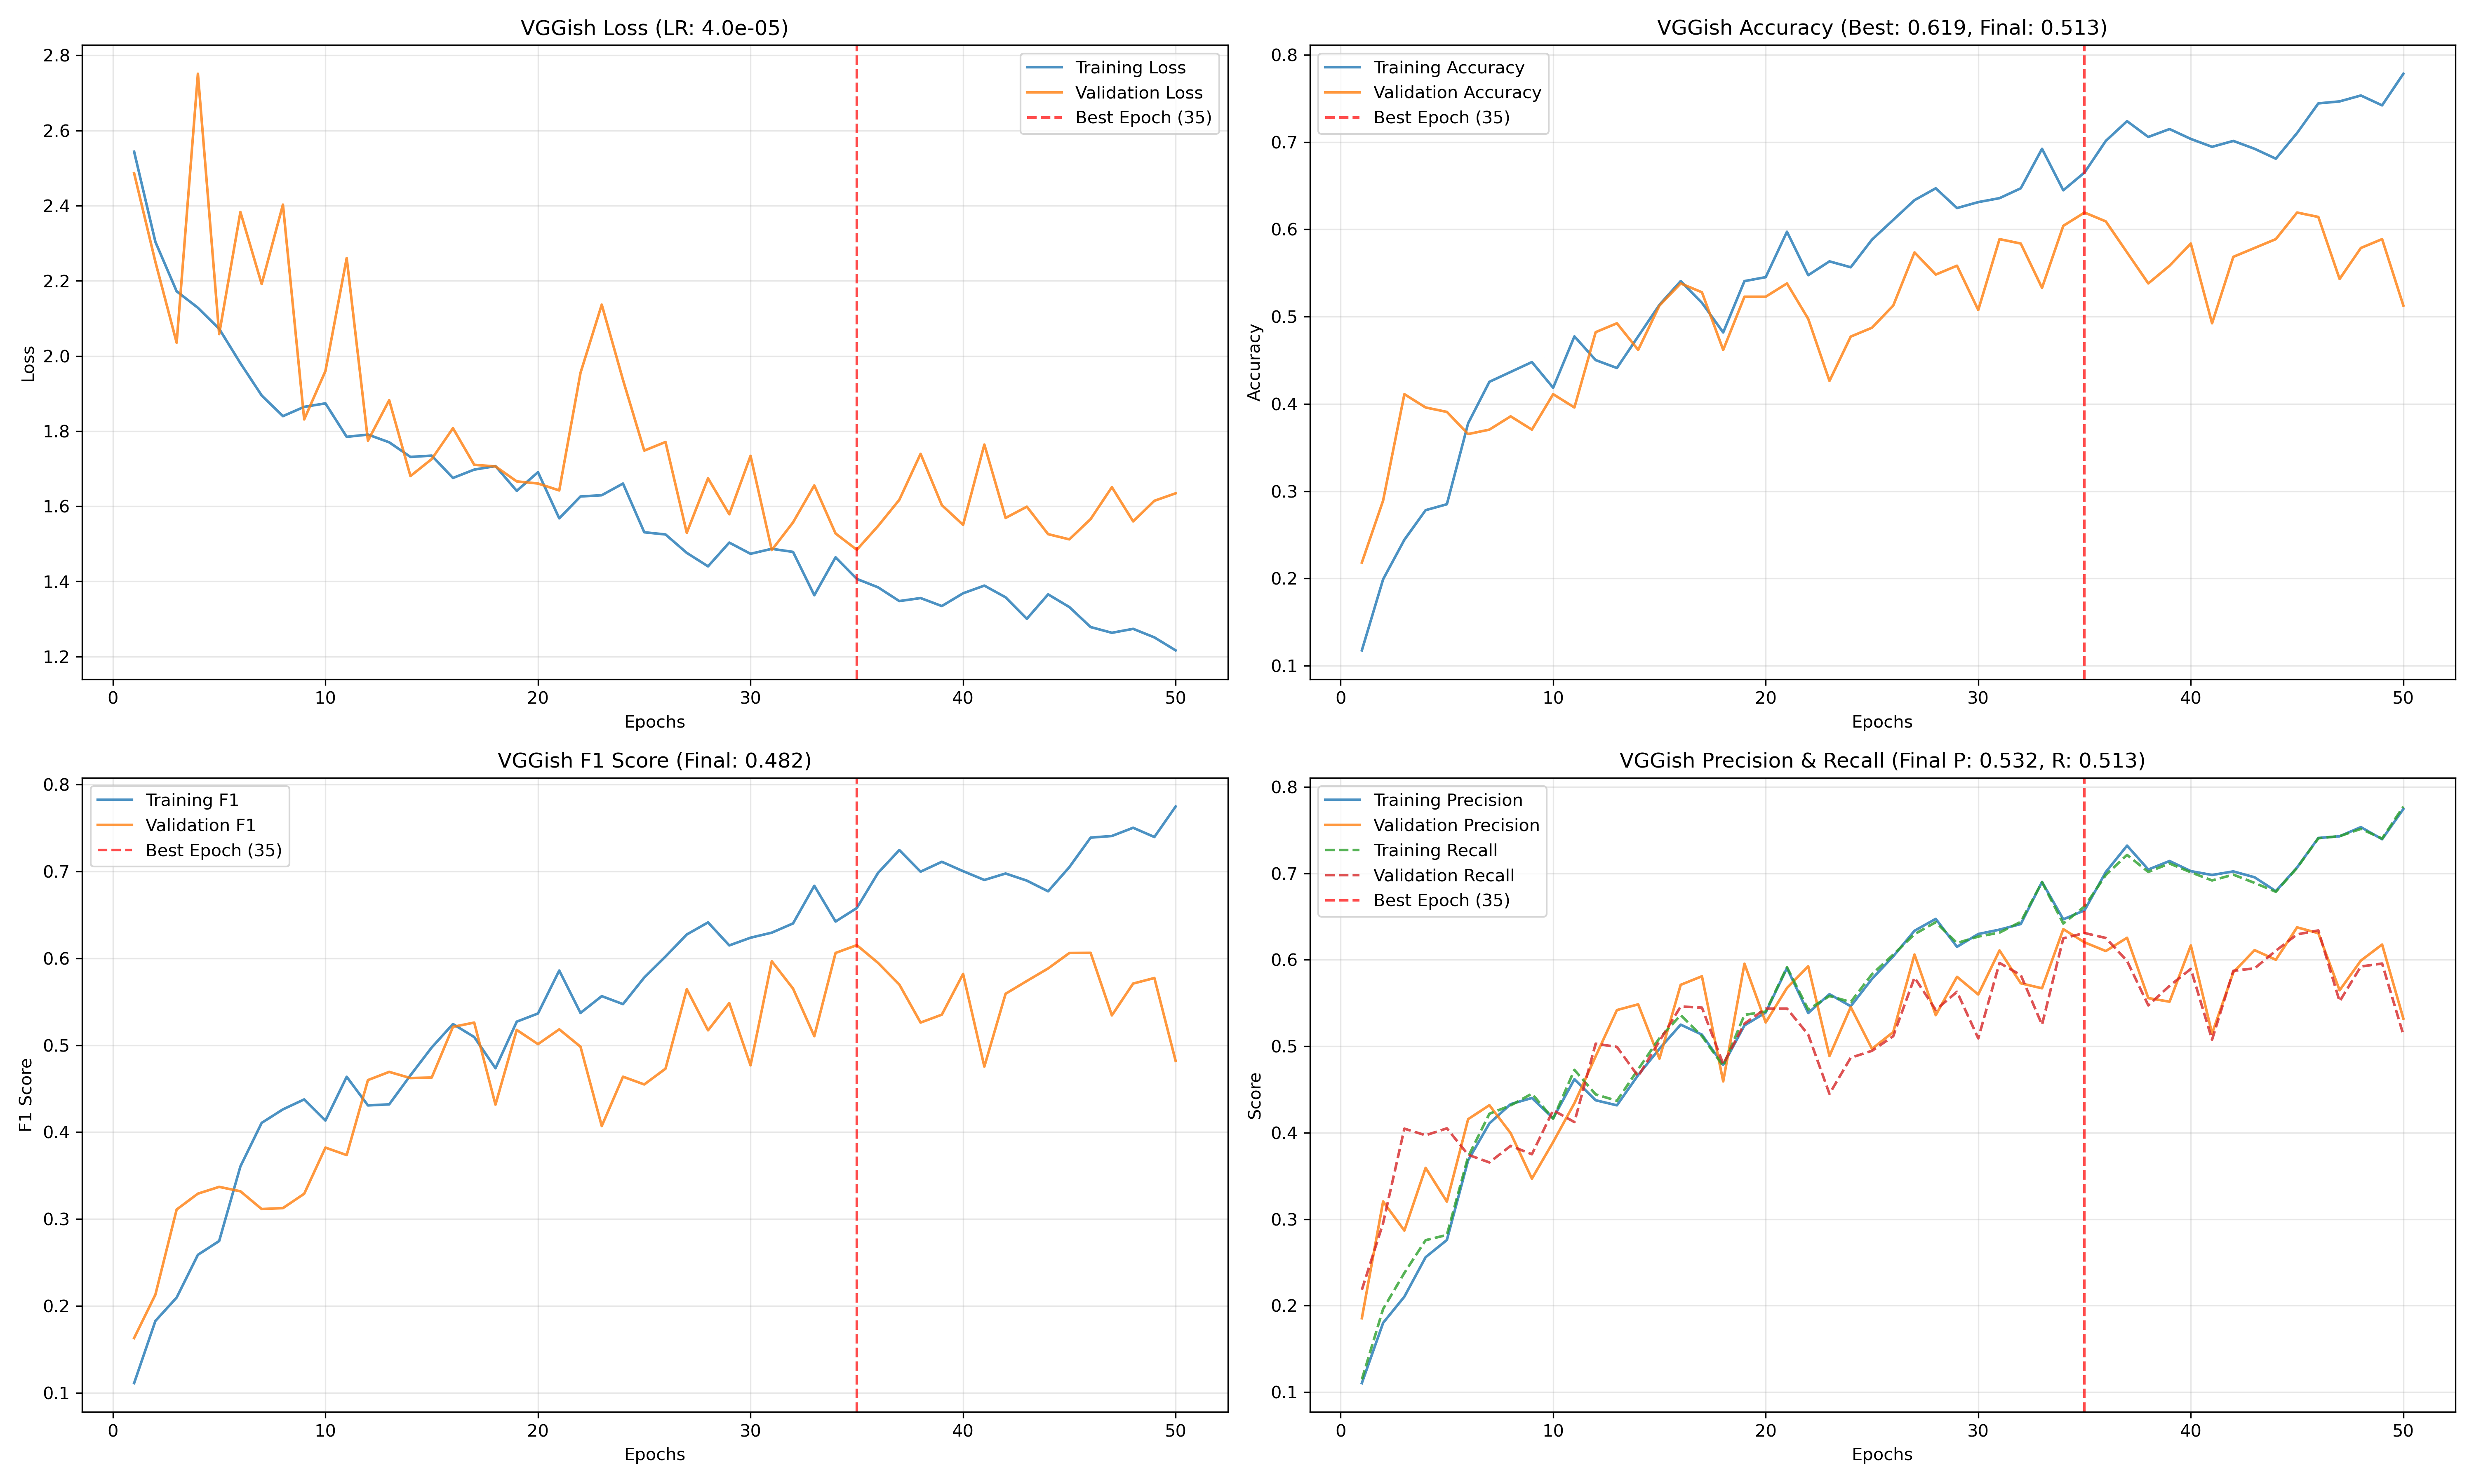 VGGish Loss (LR: 4.0e-05)
Loss
2.8
2.6
2.4
2.2
2.0
1.8
1.6
1.4
1.2
Training Loss
Validation Loss
Best Epoch (35)
0 10 20 30 40 50
Epochs
VGGish Accuracy (Best: 0.619, Final: 0.513)
Accuracy
0.8
0.7
0.6
0.5
0.4
0.3
0.2
0.1
Training Accuracy
Validation Accuracy
Best Epoch (35)
0 10 20 30 40 50
Epochs
VGGish F1 Score (Final: 0.482)
F1 Score
0.8
0.7
0.6
0.5
0.4
0.3
0.2
0.1
Training F1
Validation F1
Best Epoch (35)
0 10 20 30 40 50
Epochs
VGGish Precision & Recall (Final P: 0.532, R: 0.513)
Score
0.8
0.7
0.6
0.5
0.4
0.3
0.2
0.1
Training Precision
Validation Precision
Training Recall
Validation Recall
Best Epoch (35)
0 10 20 30 40 50
Epochs